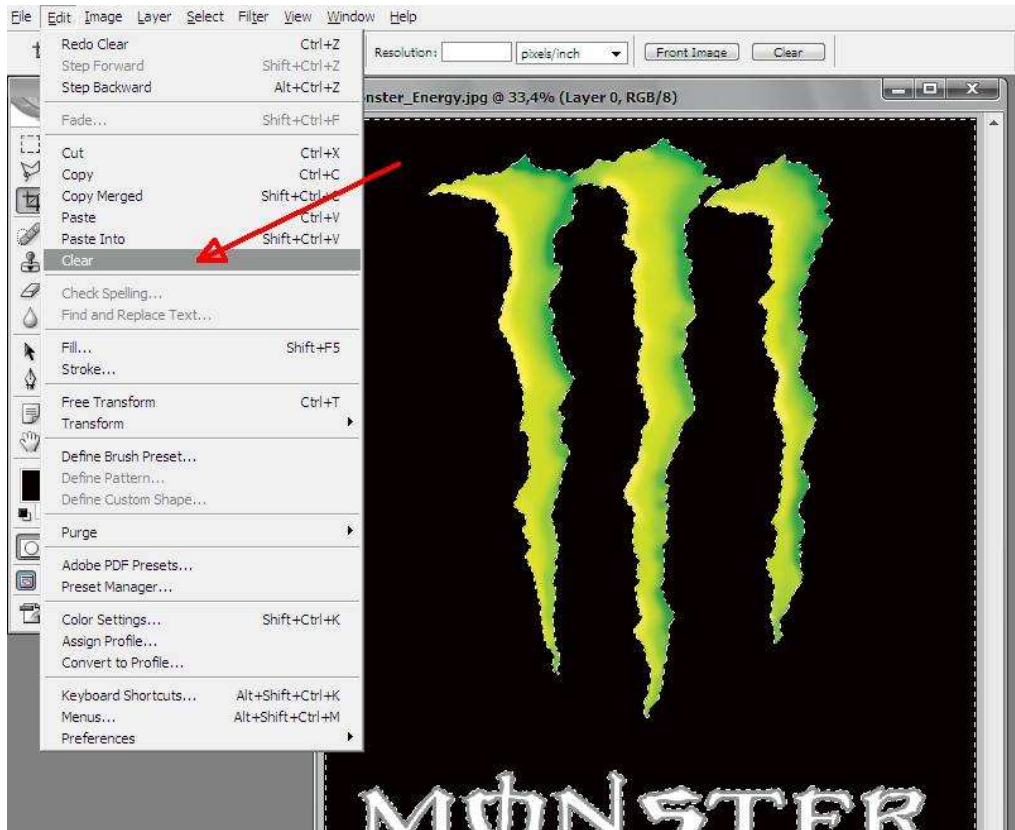 File Edit Image Layer Select Filter View Window Help
Resolution: pixels/inch Front Image Clear
Redo Clear Ctrl+Z
Step Forward Shift+Ctrl+Z
Step Backward Alt+Ctrl+Z
nster_Energy.jpg @ 33,4% (Layer 0, RGB/8)
Fade... Shift+Ctrl+F
Cut Ctrl+X
Copy Ctrl+C
Copy Merged Shift+Ctrl+C
Paste Ctrl+V
Paste Into Shift+Ctrl+V
Clear
Check Spelling...
Find and Replace Text...
Fill... Shift+F5
Stroke...
Free Transform Ctrl+T
Transform
Define Brush Preset...
Define Pattern...
Define Custom Shape...
Purge
Adobe PDF Presets...
Preset Manager...
Color Settings... Shift+Ctrl+K
Assign Profile...
Convert to Profile...
Keyboard Shortcuts... Alt+Shift+Ctrl+K
Menus... Alt+Shift+Ctrl+M
Preferences
MONSTER